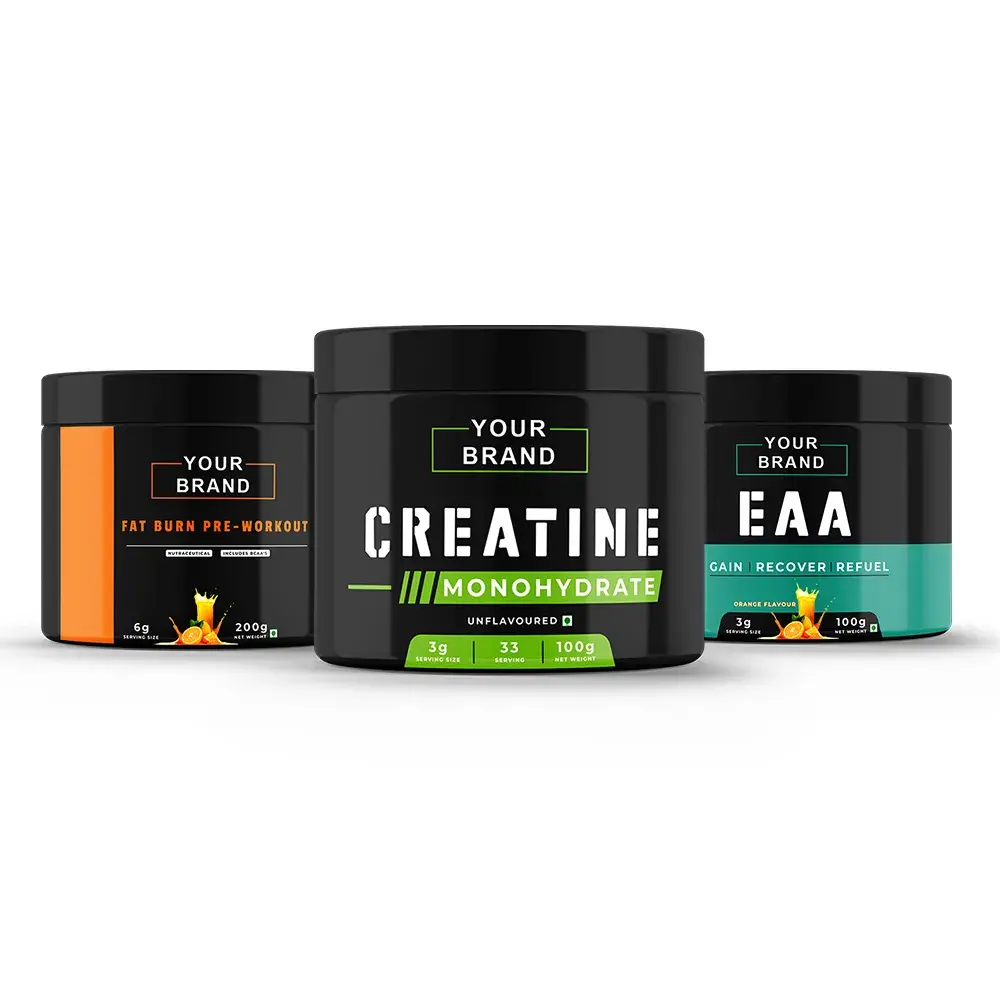 YOUR
BRAND
FAT BURN PRE-WORKOUT
NUTRACEUTICAL INCLUDES BCAA'S
6g 200g
SERVING SIZE NET WEIGHT
YOUR
BRAND
CREATINE
MONOHYDRATE
UNFLAVOURED
3g 33 100g
SERVING SIZE SERVING NET WEIGHT
YOUR
BRAND
EAA
GAIN | RECOVER | REFUEL
ORANGE FLAVOUR
3g 100g
SERVING SIZE NET WEIGHT